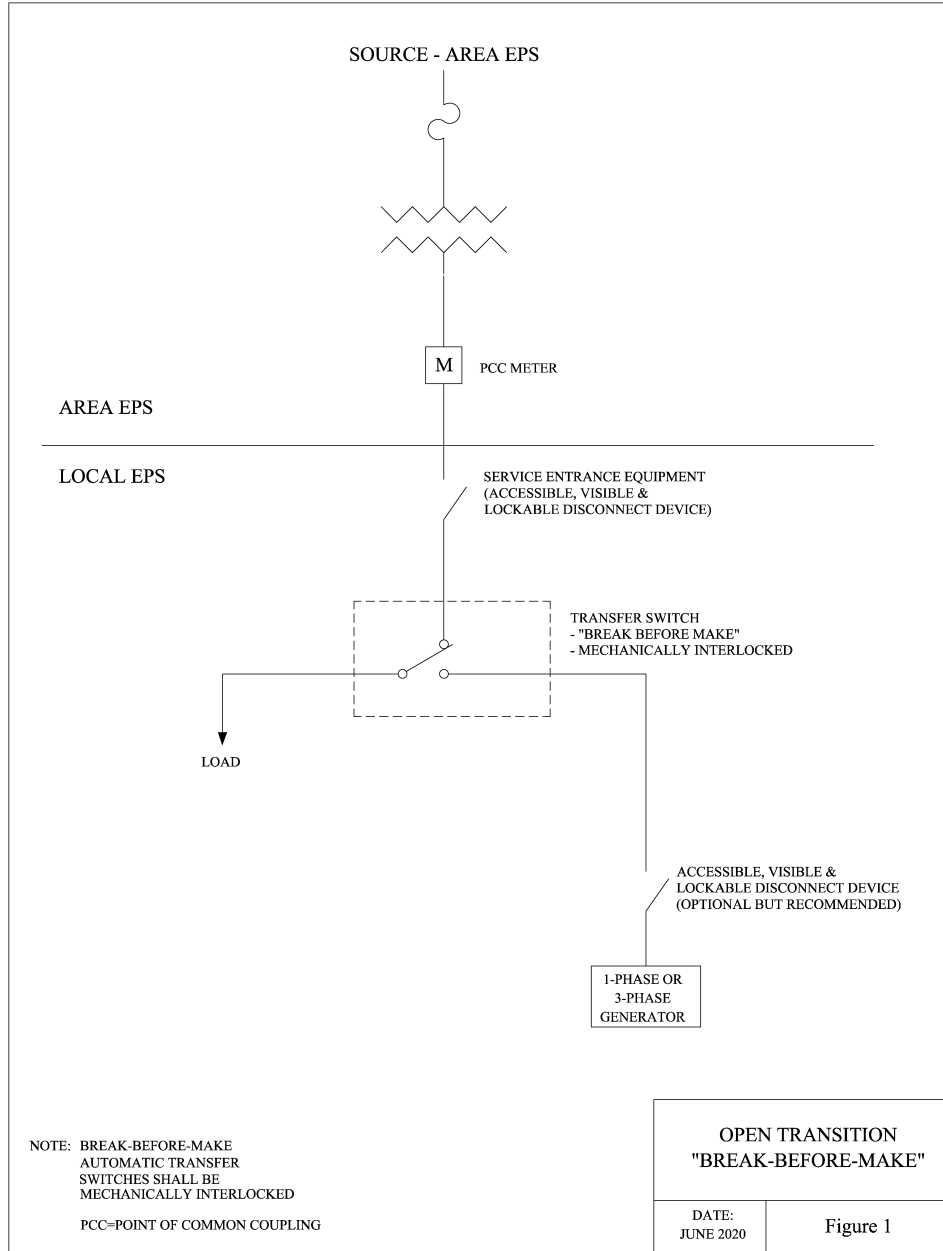 SOURCE - AREA EPS
M
PCC METER
AREA EPS
LOCAL EPS
SERVICE ENTRANCE EQUIPMENT
(ACCESSIBLE, VISIBLE &
LOCKABLE DISCONNECT DEVICE)
TRANSFER SWITCH
- "BREAK BEFORE MAKE"
- MECHANICALLY INTERLOCKED
LOAD
ACCESSIBLE, VISIBLE &
LOCKABLE DISCONNECT DEVICE
(OPTIONAL BUT RECOMMENDED)
1-PHASE OR
3-PHASE
GENERATOR
NOTE: BREAK-BEFORE-MAKE
AUTOMATIC TRANSFER
SWITCHES SHALL BE
MECHANICALLY INTERLOCKED
PCC=POINT OF COMMON COUPLING
OPEN TRANSITION
"BREAK-BEFORE-MAKE"
DATE:
JUNE 2020
Figure 1